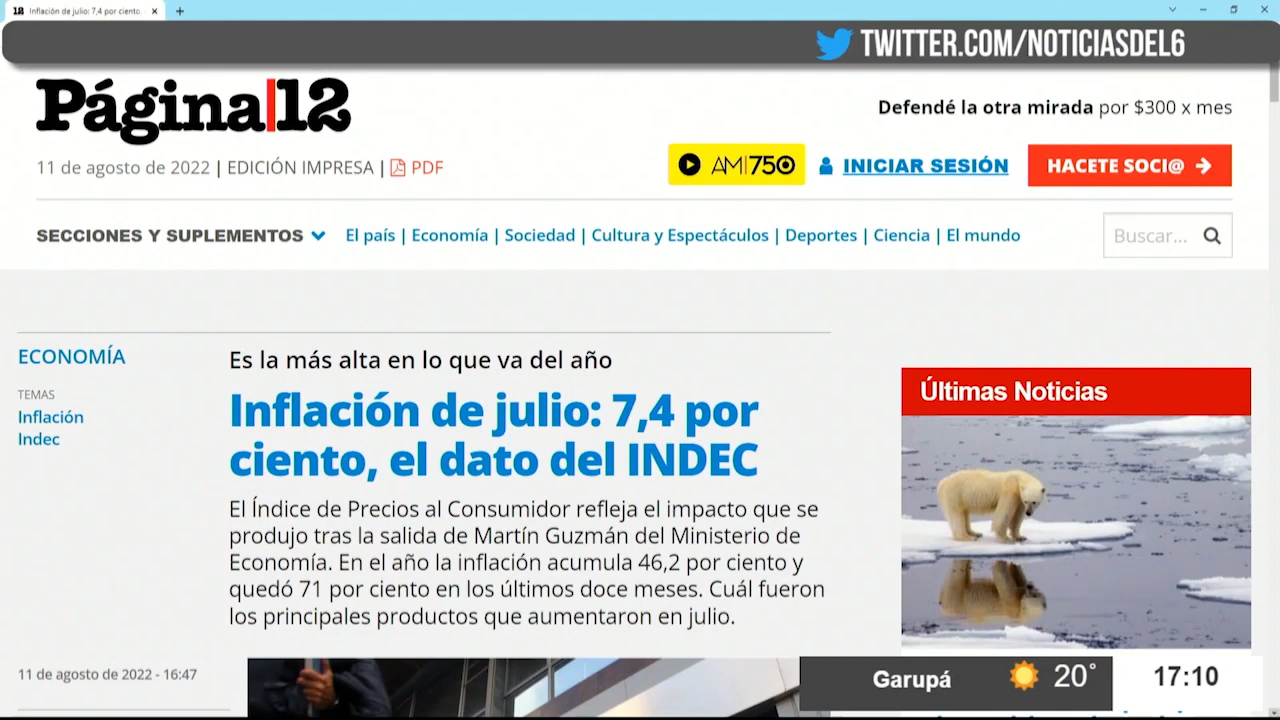 12 Inflación de julio: 7,4 por ciento,
TWITTER.COM/NOTICIASDEL6
Página|12
Defendé la otra mirada por $300 x mes
11 de agosto de 2022 | EDICIÓN IMPRESA | PDF
AM750
INICIAR SESIÓN
HACETE SOCI@
SECCIONES Y SUPLEMENTOS
El país | Economía | Sociedad | Cultura y Espectáculos | Deportes | Ciencia | El mundo
Buscar...
ECONOMÍA
TEMAS
Inflación
Indec
Es la más alta en lo que va del año
Inflación de julio: 7,4 por
ciento, el dato del INDEC
El Índice de Precios al Consumidor refleja el impacto que se
produjo tras la salida de Martín Guzmán del Ministerio de
Economía. En el año la inflación acumula 46,2 por ciento y
quedó 71 por ciento en los últimos doce meses. Cuál fueron
los principales productos que aumentaron en julio.
Últimas Noticias
11 de agosto de 2022 - 16:47
Garupá
20°
17:10